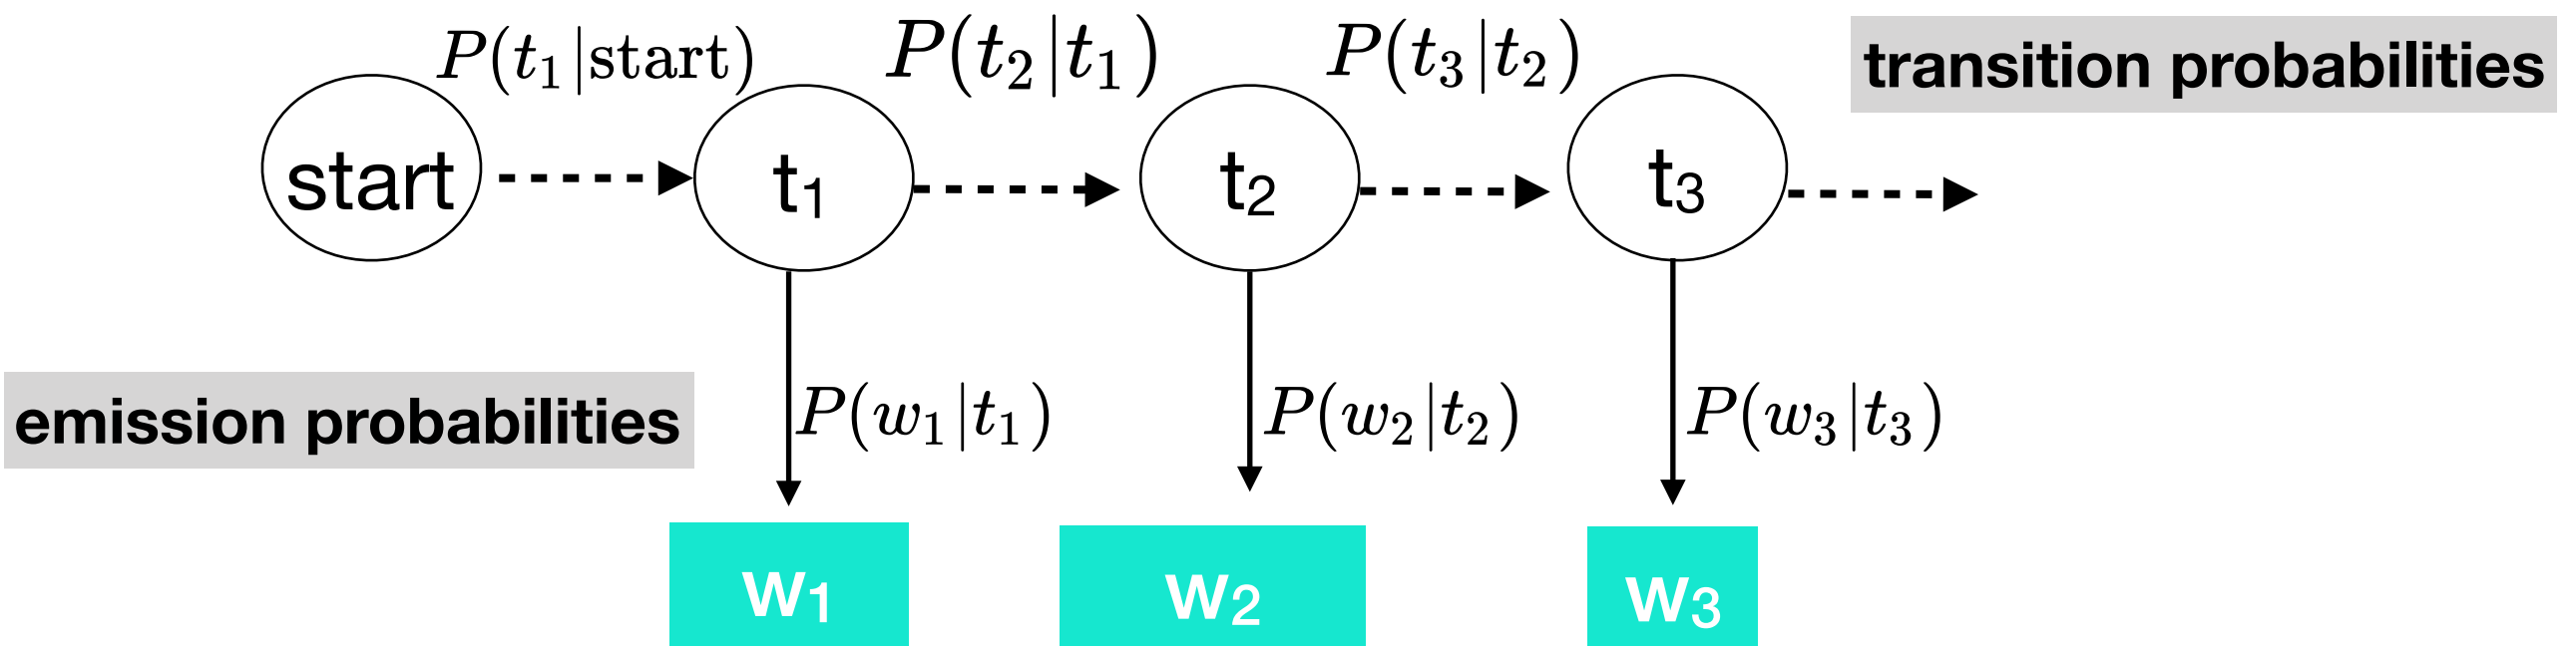 P(t₁|start) P(t₂|t₁) P(t₃|t₂) transition probabilities
start t₁ t₂ t₃
emission probabilities P(w₁|t₁) P(w₂|t₂) P(w₃|t₃)
w₁ w₂ w₃